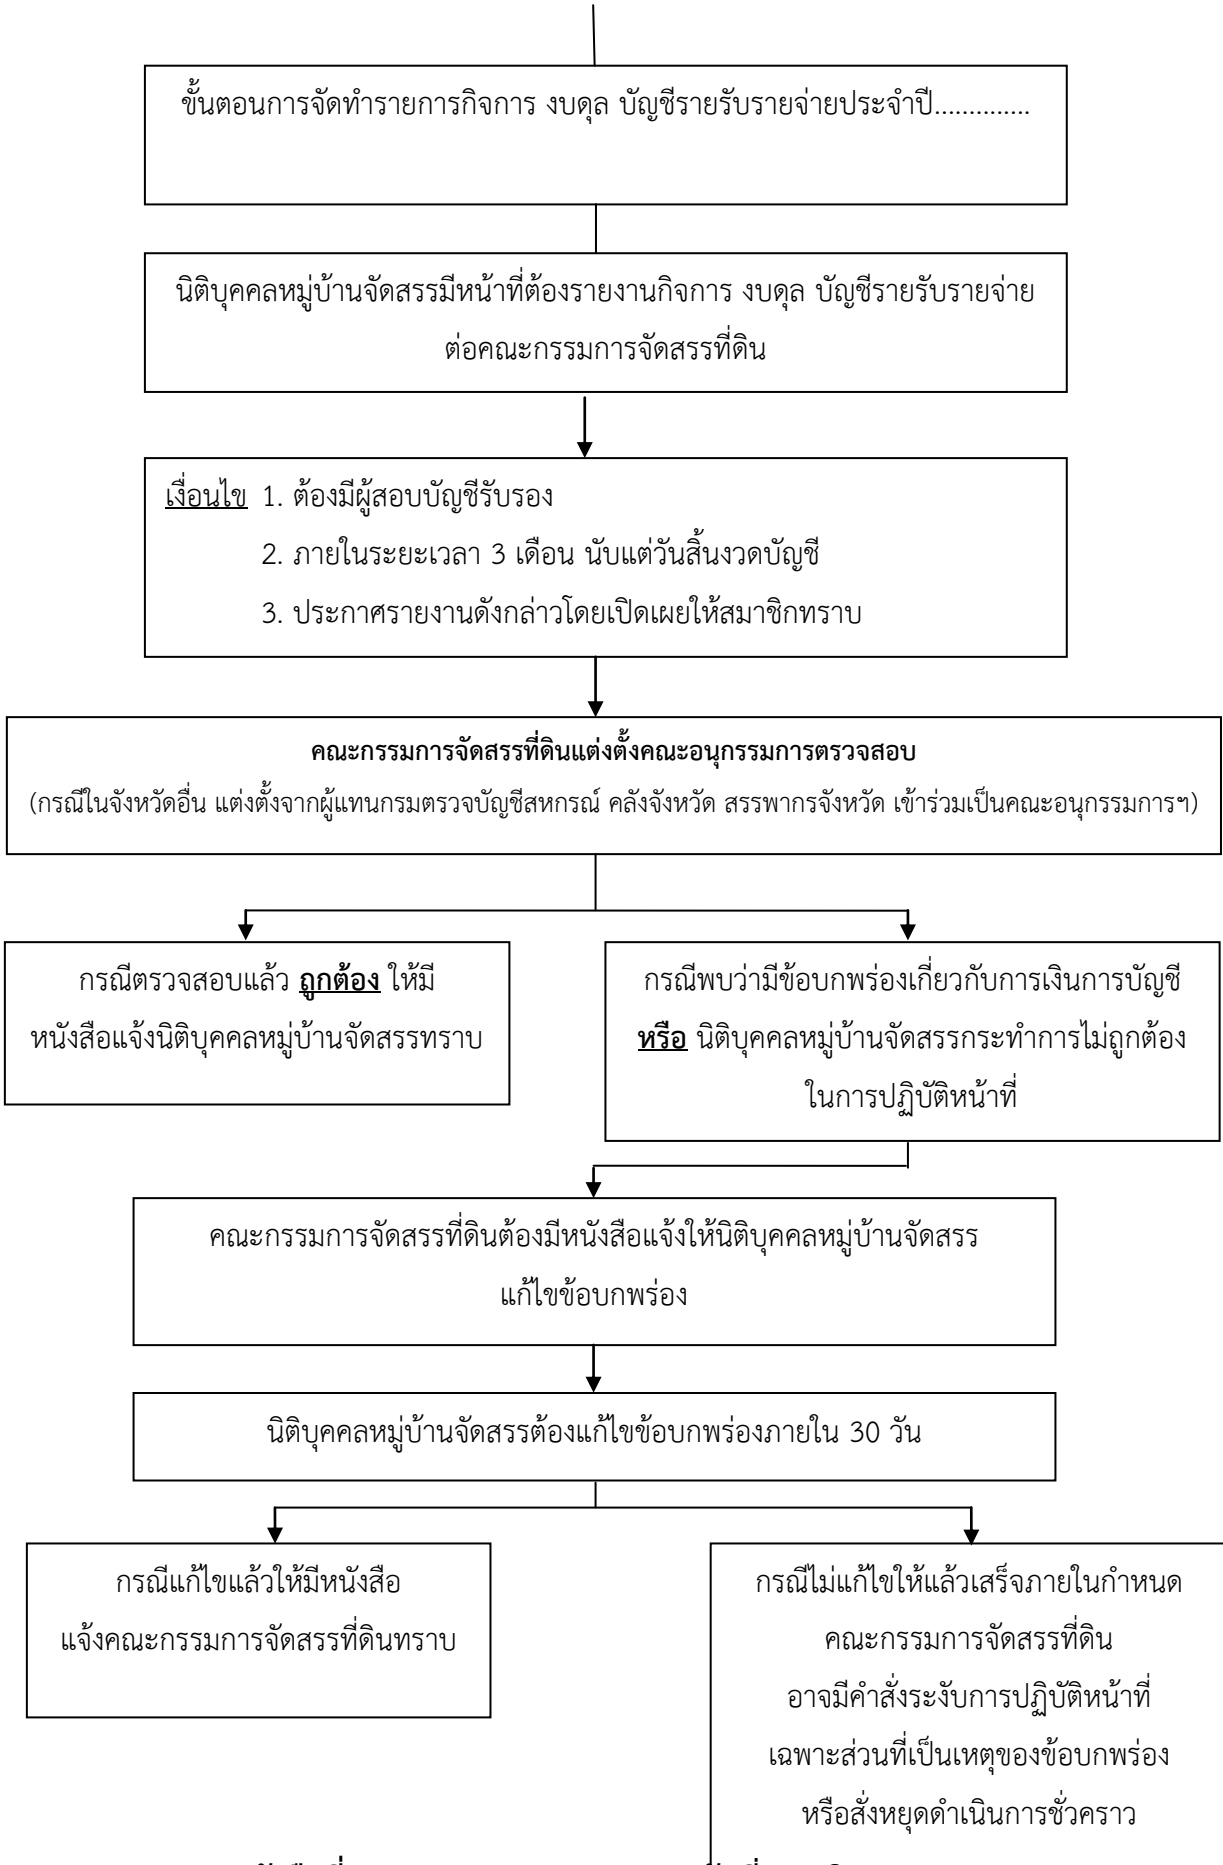 ขั้นตอนการจัดทำรายการกิจการ งบดุล บัญชีรายรับรายจ่ายประจำปี..............
นิติบุคคลหมู่บ้านจัดสรรมีหน้าที่ต้องรายงานกิจการ งบดุล บัญชีรายรับรายจ่าย
ต่อคณะกรรมการจัดสรรที่ดิน
เงื่อนไข 1. ต้องมีผู้สอบบัญชีรับรอง
2. ภายในระยะเวลา 3 เดือน นับแต่วันสิ้นงวดบัญชี
3. ประกาศรายงานดังกล่าวโดยเปิดเผยให้สมาชิกทราบ
คณะกรรมการจัดสรรที่ดินแต่งตั้งคณะอนุกรรมการตรวจสอบ
(กรณีในจังหวัดอื่น แต่งตั้งจากผู้แทนกรมตรวจบัญชีสหกรณ์ คลังจังหวัด สรรพากรจังหวัด เข้าร่วมเป็นคณะอนุกรรมการฯ)
กรณีตรวจสอบแล้ว ถูกต้อง ให้มี
หนังสือแจ้งนิติบุคคลหมู่บ้านจัดสรรทราบ
กรณีพบว่ามีข้อบกพร่องเกี่ยวกับการเงินการบัญชี
หรือ นิติบุคคลหมู่บ้านจัดสรรกระทำการไม่ถูกต้อง
ในการปฏิบัติหน้าที่
คณะกรรมการจัดสรรที่ดินต้องมีหนังสือแจ้งให้นิติบุคคลหมู่บ้านจัดสรร
แก้ไขข้อบกพร่อง
นิติบุคคลหมู่บ้านจัดสรรต้องแก้ไขข้อบกพร่องภายใน 30 วัน
กรณีแก้ไขแล้วให้มีหนังสือ
แจ้งคณะกรรมการจัดสรรที่ดินทราบ
กรณีไม่แก้ไขให้แล้วเสร็จภายในกำหนด
คณะกรรมการจัดสรรที่ดิน
อาจมีคำสั่งระงับการปฏิบัติหน้าที่
เฉพาะส่วนที่เป็นเหตุของข้อบกพร่อง
หรือสั่งหยุดดำเนินการชั่วคราว